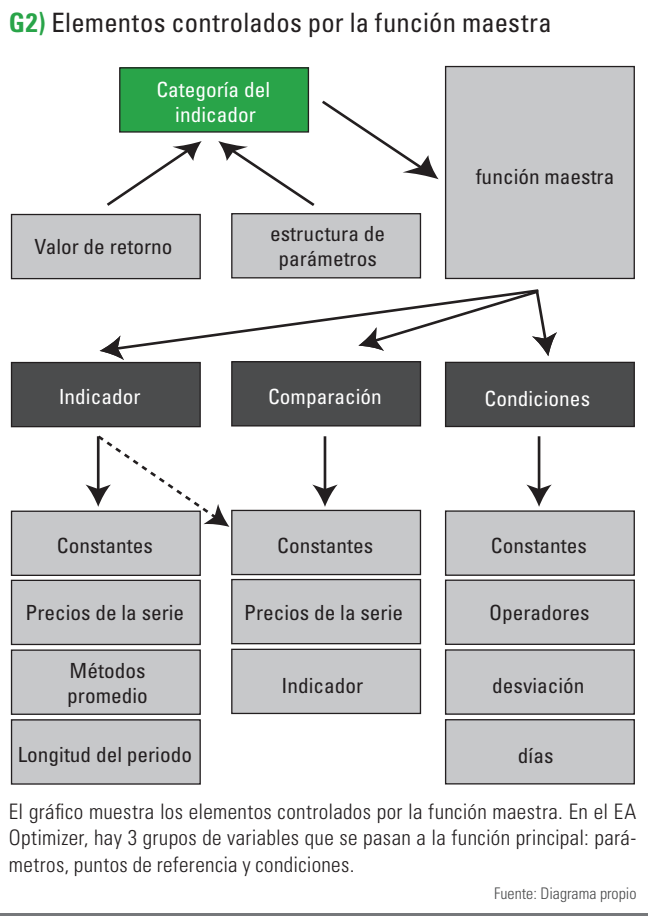 G2) Elementos controlados por la función maestra
Categoría del
indicador
función maestra
Valor de retorno
estructura de
parámetros
Indicador
Comparación
Condiciones
Constantes
Constantes
Constantes
Precios de la serie
Precios de la serie
Operadores
Métodos
promedio
Indicador
desviación
Longitud del periodo
días
El gráfico muestra los elementos controlados por la función maestra. En el EA
Optimizer, hay 3 grupos de variables que se pasan a la función principal: pará-
metros, puntos de referencia y condiciones.
Fuente: Diagrama propio